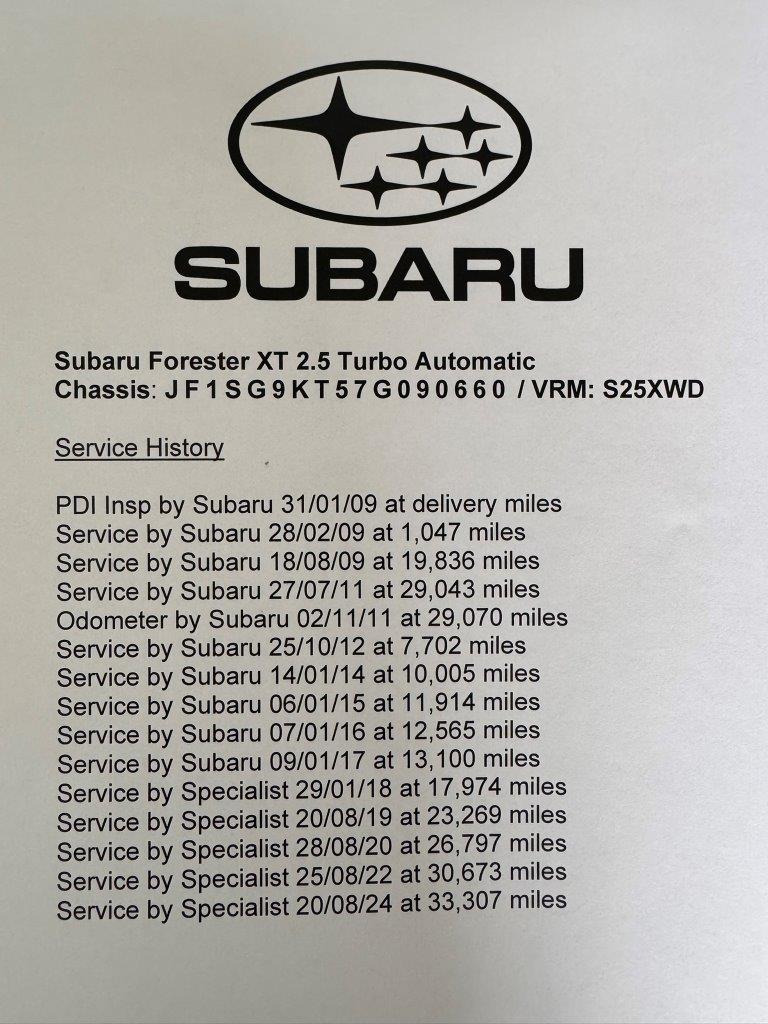 SUBARU
Subaru Forester XT 2.5 Turbo Automatic
Chassis: J F 1 S G 9 K T 5 7 G 0 9 0 6 6 0 / VRM: S25XWD
Service History
PDI Insp by Subaru 31/01/09 at delivery miles
Service by Subaru 28/02/09 at 1,047 miles
Service by Subaru 18/08/09 at 19,836 miles
Service by Subaru 27/07/11 at 29,043 miles
Odometer by Subaru 02/11/11 at 29,070 miles
Service by Subaru 25/10/12 at 7,702 miles
Service by Subaru 14/01/14 at 10,005 miles
Service by Subaru 06/01/15 at 11,914 miles
Service by Subaru 07/01/16 at 12,565 miles
Service by Subaru 09/01/17 at 13,100 miles
Service by Specialist 29/01/18 at 17,974 miles
Service by Specialist 20/08/19 at 23,269 miles
Service by Specialist 28/08/20 at 26,797 miles
Service by Specialist 25/08/22 at 30,673 miles
Service by Specialist 20/08/24 at 33,307 miles